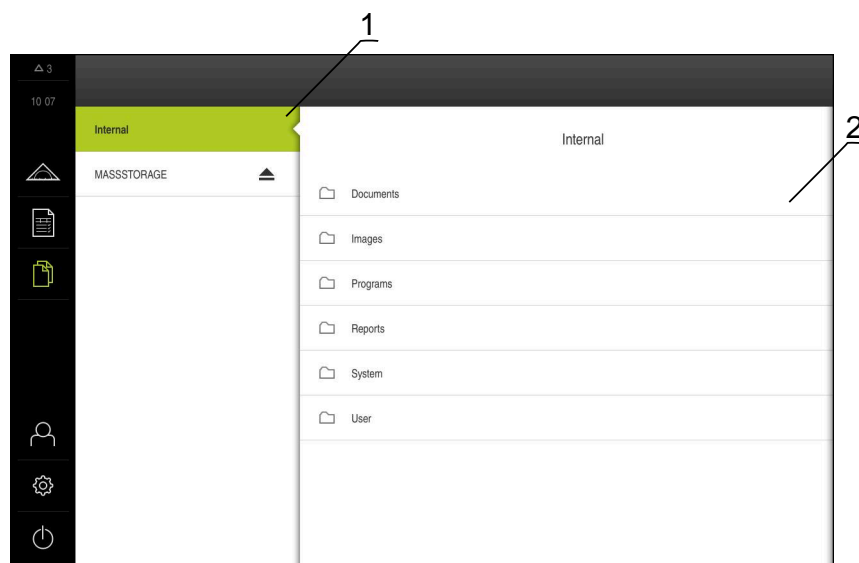 1
3
10 07
Internal
2
Internal
MASSSTORAGE
Documents
Images
Programs
Reports
System
User